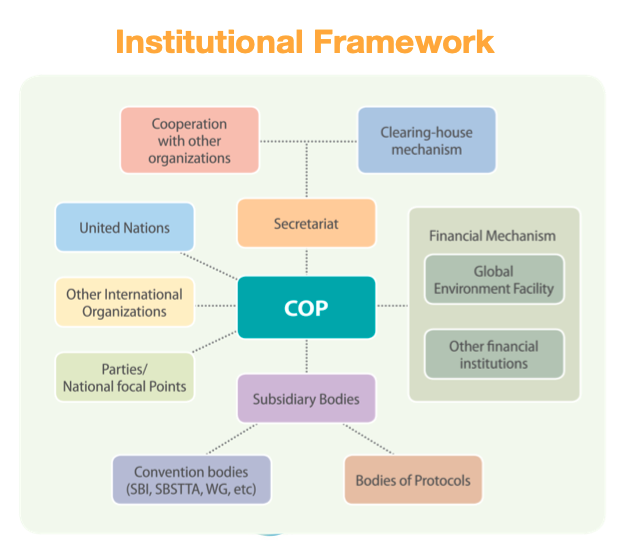 Institutional Framework
Cooperation
with other
organizations
Clearing-house
mechanism
United Nations
Secretariat
Financial Mechanism
Global
Environment Facility
Other International
Organizations
COP
Other financial
institutions
Parties/
National focal Points
Subsidiary Bodies
Convention bodies
(SBI, SBSTTA, WG, etc)
Bodies of Protocols